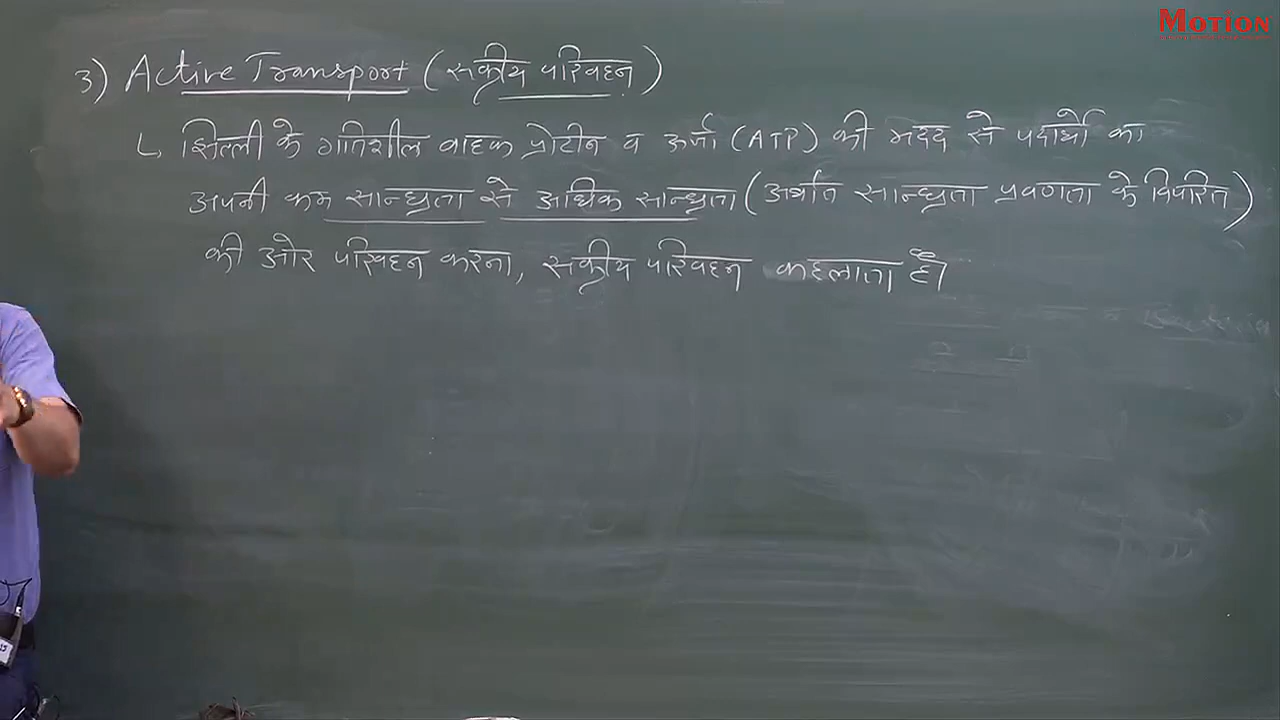 MOTION
3) Active Transport (सक्रीय परिवहन)
झिल्ली के गतिशील वाहक प्रोटीन व ऊर्जा (ATP) की मदद से पदार्थो का
अपनी कम सान्द्रता से अधिक सान्द्रता (अर्थात सान्द्रता प्रवणता के विपरित)
की ओर परिवहन करना, सक्रीय परिवहन कहलाता है।